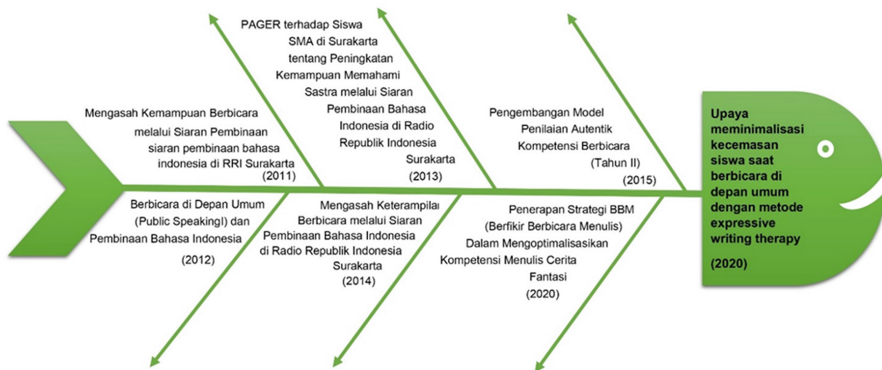 Mengasah Kemampuan Berbicara
melalui Siaran Pembinaan
siaran pembinaan bahasa
indonesia di RRI Surakarta
(2011)
PAGER terhadap Siswa
SMA di Surakarta
tentang Peningkatan
Kemampuan Memahami
Sastra melalui Siaran
Pembinaan Bahasa
Indonesia di Radio
Republik Indonesia
Surakarta
(2013)
Pengembangan Model
Penilaian Autentik
Kompetensi Berbicara
(Tahun II)
(2015)
Berbicara di Depan Umum
(Public SpeakingI) dan
Pembinaan Bahasa Indonesia
(2012)
Mengasah Keterampilan
Berbicara melalui Siaran
Pembinaan Bahasa Indonesia
di Radio Republik Indonesia
Surakarta
(2014)
Penerapan Strategi BBM
(Berfikir Berbicara Menulis)
Dalam Mengoptimalisasikan
Kompetensi Menulis Cerita
Fantasi
(2020)
Upaya
meminimalisasi
kecemasan
siswa saat
berbicara di
depan umum
dengan metode
expressive
writing therapy
(2020)